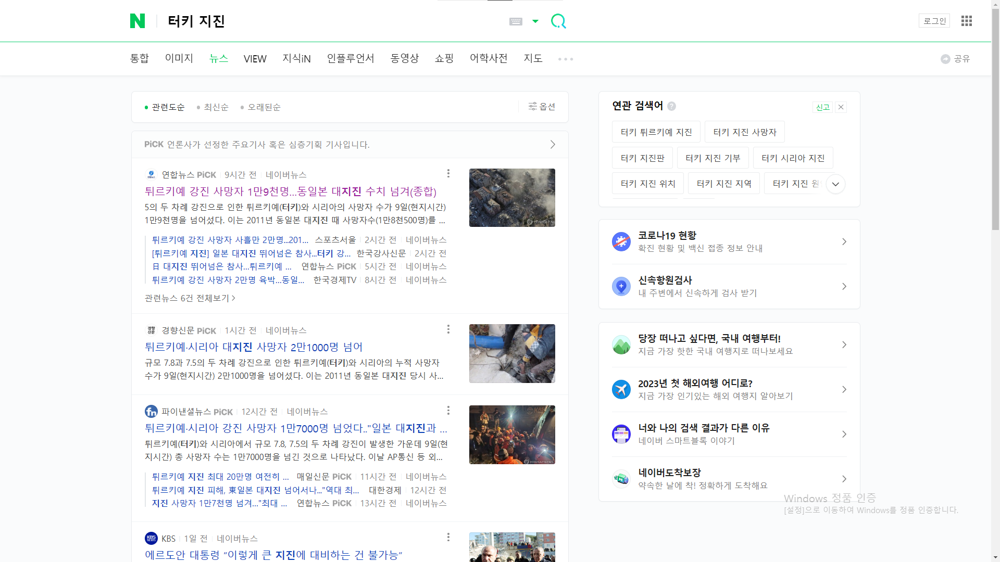 N 터키 지진
로그인
통합 이미지 뉴스 VIEW 지식iN 인플루언서 동영상 쇼핑 어학사전 지도
공유
관련도순 최신순 오래된순 옵션
PiCK 언론사가 선정한 주요기사 혹은 심층기획 기사입니다.
연합뉴스 PiCK 9시간 전 네이버뉴스
튀르키예 강진 사망자 1만9천명...동일본 대지진 수치 넘겨(종합)
5의 두 차례 강진으로 인한 튀르키예(터키)와 시리아의 사망자 수가 9일(현지시간)
1만9천명을 넘어섰다. 이는 2011년 동일본 대지진 때 사망자수(1만8천500명)를 ...
튀르키예 강진 사망자 사흘만 2만명...201... 스포츠서울 2시간 전 네이버뉴스
[튀르키예 지진] 일본 대지진 뛰어넘은 참사...터키 강... 한국강사신문 2시간 전
日 대지진 뛰어넘은 참사...튀르키예 ... 연합뉴스 PiCK 5시간 전 네이버뉴스
튀르키예 강진 사망자 2만명 육박...동일... 한국경제TV 8시간 전 네이버뉴스
관련뉴스 6건 전체보기
YONHAP NEWS
경향신문 PiCK 1시간 전 네이버뉴스
튀르키예·시리아 대지진 사망자 2만1000명 넘어
규모 7.8과 7.5의 두 차례 강진으로 인한 튀르키예(터키)와 시리아의 누적 사망자
수가 9일(현지시간) 2만1000명을 넘어섰다. 이는 2011년 동일본 대지진 당시 사...
fn 파이낸셜뉴스 PiCK 12시간 전 네이버뉴스
튀르키예·시리아 강진 사망자 1만7000명 넘었다.."일본 대지진과 ...
튀르키예(터키)와 시리아에서 규모 7.8, 7.5의 두 차례 강진이 발생한 가운데 9일(현
지시간) 총 사망자 수는 1만7000명을 넘긴 것으로 나타났다. 이날 AP통신 등 외...
튀르키예 지진 최대 20만명 여전히 ... 매일신문 PiCK 11시간 전 네이버뉴스
튀르키예 지진 피해, 東일본 대지진 넘어서나..."역대 최... 대한경제 12시간 전
지진 사망자 1만7천명 넘겨..."최대 ... 연합뉴스 PiCK 13시간 전 네이버뉴스
YONHAP NEWS
KBS NEWS KBS 1일 전 네이버뉴스
에르도안 대통령 “이렇게 큰 지진에 대비하는 건 불가능”
연관 검색어 ? 신고
터키 튀르키예 지진 터키 지진 사망자
터키 지진판 터키 지진 기부 터키 시리아 지진
터키 지진 위치 터키 지진 지역 터키 지진 원
코로나19 현황
확진 현황 및 백신 접종 정보 안내
신속항원검사
내 주변에서 신속하게 검사 받기
당장 떠나고 싶다면, 국내 여행부터!
지금 가장 핫한 국내 여행지로 떠나보세요
2023년 첫 해외여행 어디로?
지금 가장 인기있는 해외 여행지 알아보기
너와 나의 검색 결과가 다른 이유
네이버 스마트블록 이야기
네이버도착보장
약속한 날에 착! 정확하게 도착해요
Windows 정품 인증
[설정]으로 이동하여 Windows를 정품 인증합니다.